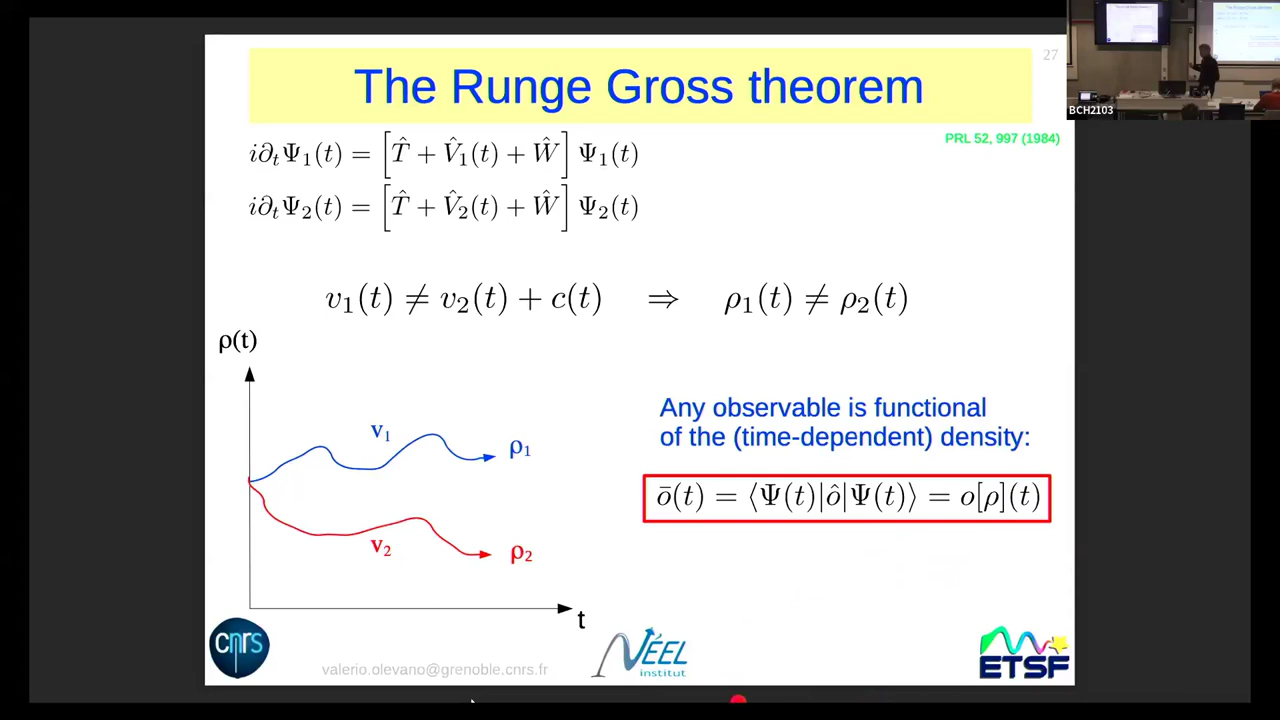 27
The Runge Gross theorem
PRL 52, 997 (1984)
i∂ₜΨ₁(t) = [T̂ + V̂₁(t) + Ŵ] Ψ₁(t)
i∂ₜΨ₂(t) = [T̂ + V̂₂(t) + Ŵ] Ψ₂(t)
v₁(t) ≠ v₂(t) + c(t) ⇒ ρ₁(t) ≠ ρ₂(t)
ρ(t)
v₁
ρ₁
v₂
ρ₂
t
Any observable is functional
of the (time-dependent) density:
ō(t) = ⟨Ψ(t)|ô|Ψ(t)⟩ = o[ρ](t)
cnrs
valerio.olevano@grenoble.cnrs.fr
NÉEL
institut
ETSF
BCH2103